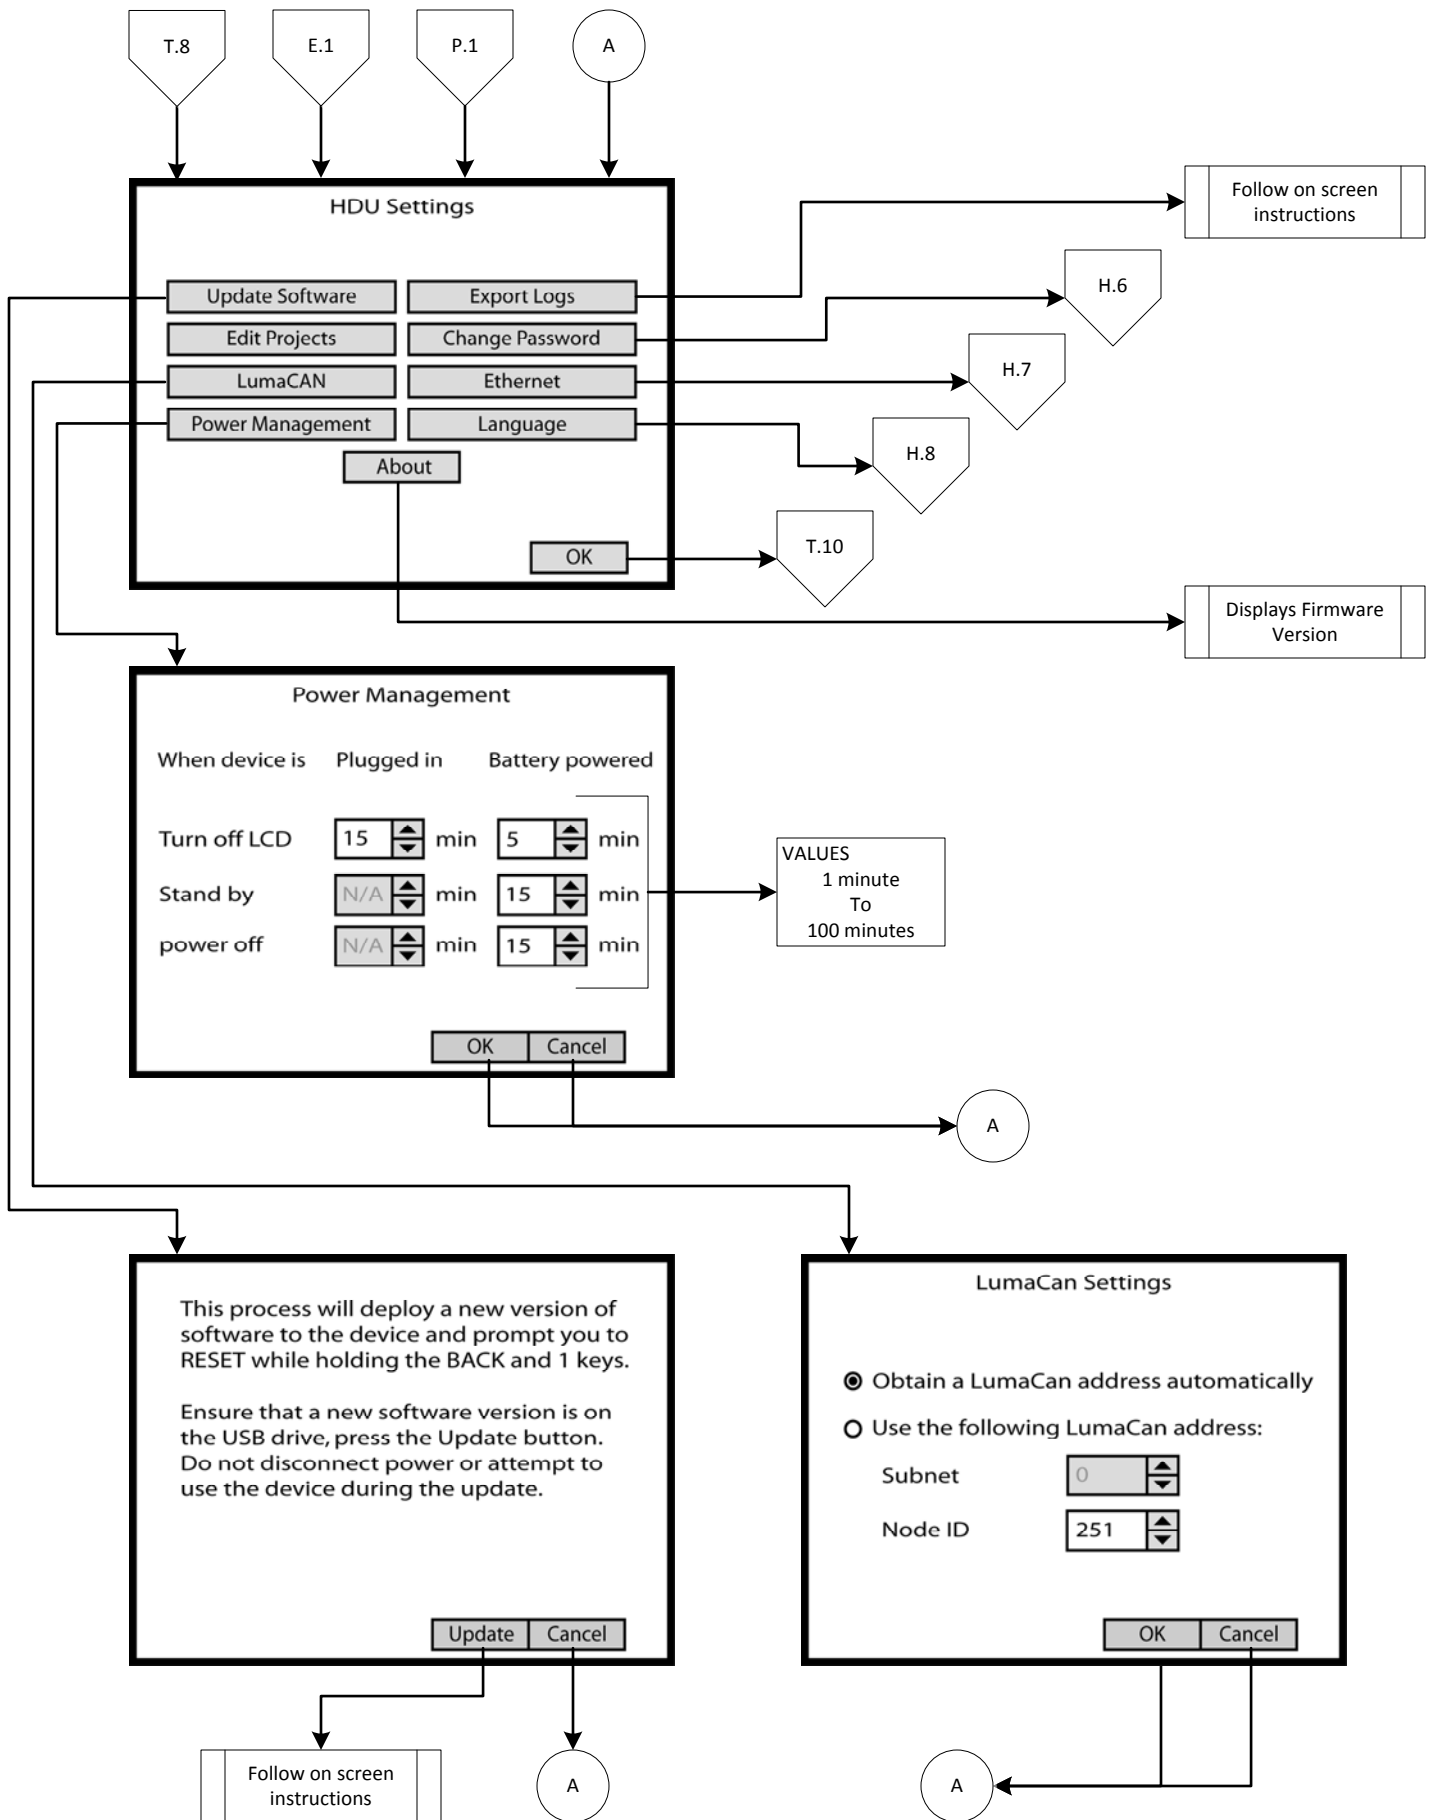 T.8
E.1
P.1
A
HDU Settings
Follow on screen
instructions
Update Software
Export Logs
H.6
Edit Projects
Change Password
H.7
LumaCAN
Ethernet
Power Management
Language
H.8
About
T.10
OK
Displays Firmware
Version
Power Management
When device is Plugged in Battery powered
Turn off LCD 15 min 5 min
Stand by N/A min 15 min
power off N/A min 15 min
VALUES
1 minute
To
100 minutes
OK Cancel
A
This process will deploy a new version of
software to the device and prompt you to
RESET while holding the BACK and 1 keys.
Ensure that a new software version is on
the USB drive, press the Update button.
Do not disconnect power or attempt to
use the device during the update.
Update Cancel
Follow on screen
instructions
A
LumaCan Settings
Obtain a LumaCan address automatically
Use the following LumaCan address:
Subnet 0
Node ID 251
OK Cancel
A